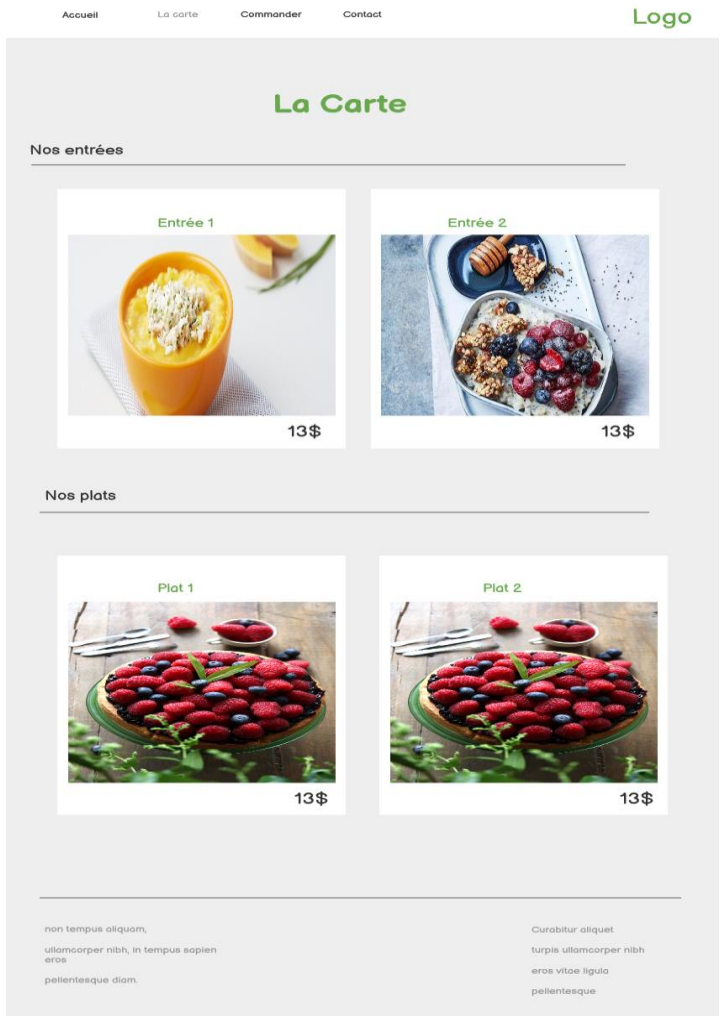 Accueil La carte Commander Contact Logo
La Carte
Nos entrées
Entrée 1 Entrée 2
13$ 13$
Nos plats
Plat 1 Plat 2
13$ 13$
non tempus aliquam,
ullamcorper nibh, in tempus sapien
eros
pellentesque diam.
Curabitur aliquet
turpis ullamcorper nibh
eros vitae ligula
pellentesque